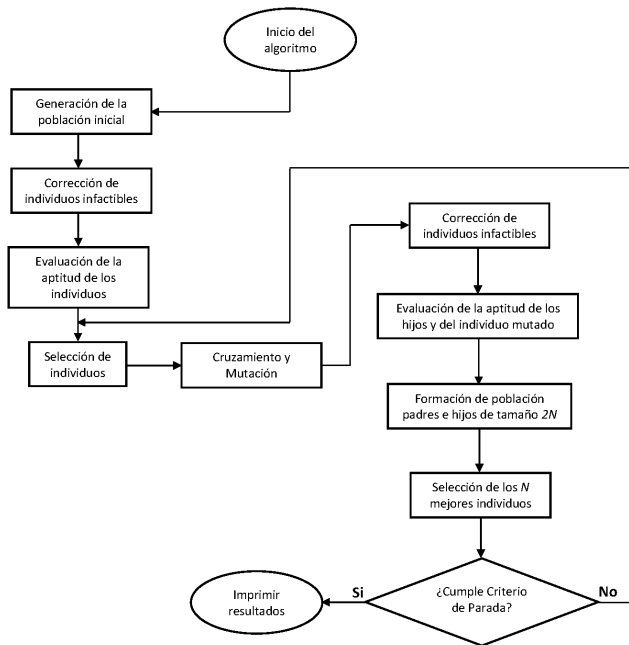 Inicio del
algoritmo
Generación de la
población inicial
Corrección de
individuos infactibles
Evaluación de la
aptitud de los
individuos
Selección de
individuos
Cruzamiento y
Mutación
Corrección de
individuos infactibles
Evaluación de la aptitud de los
hijos y del individuo mutado
Formación de población
padres e hijos de tamaño 2N
Selección de los N
mejores individuos
¿Cumple Criterio
de Parada?
Si
No
Imprimir
resultados